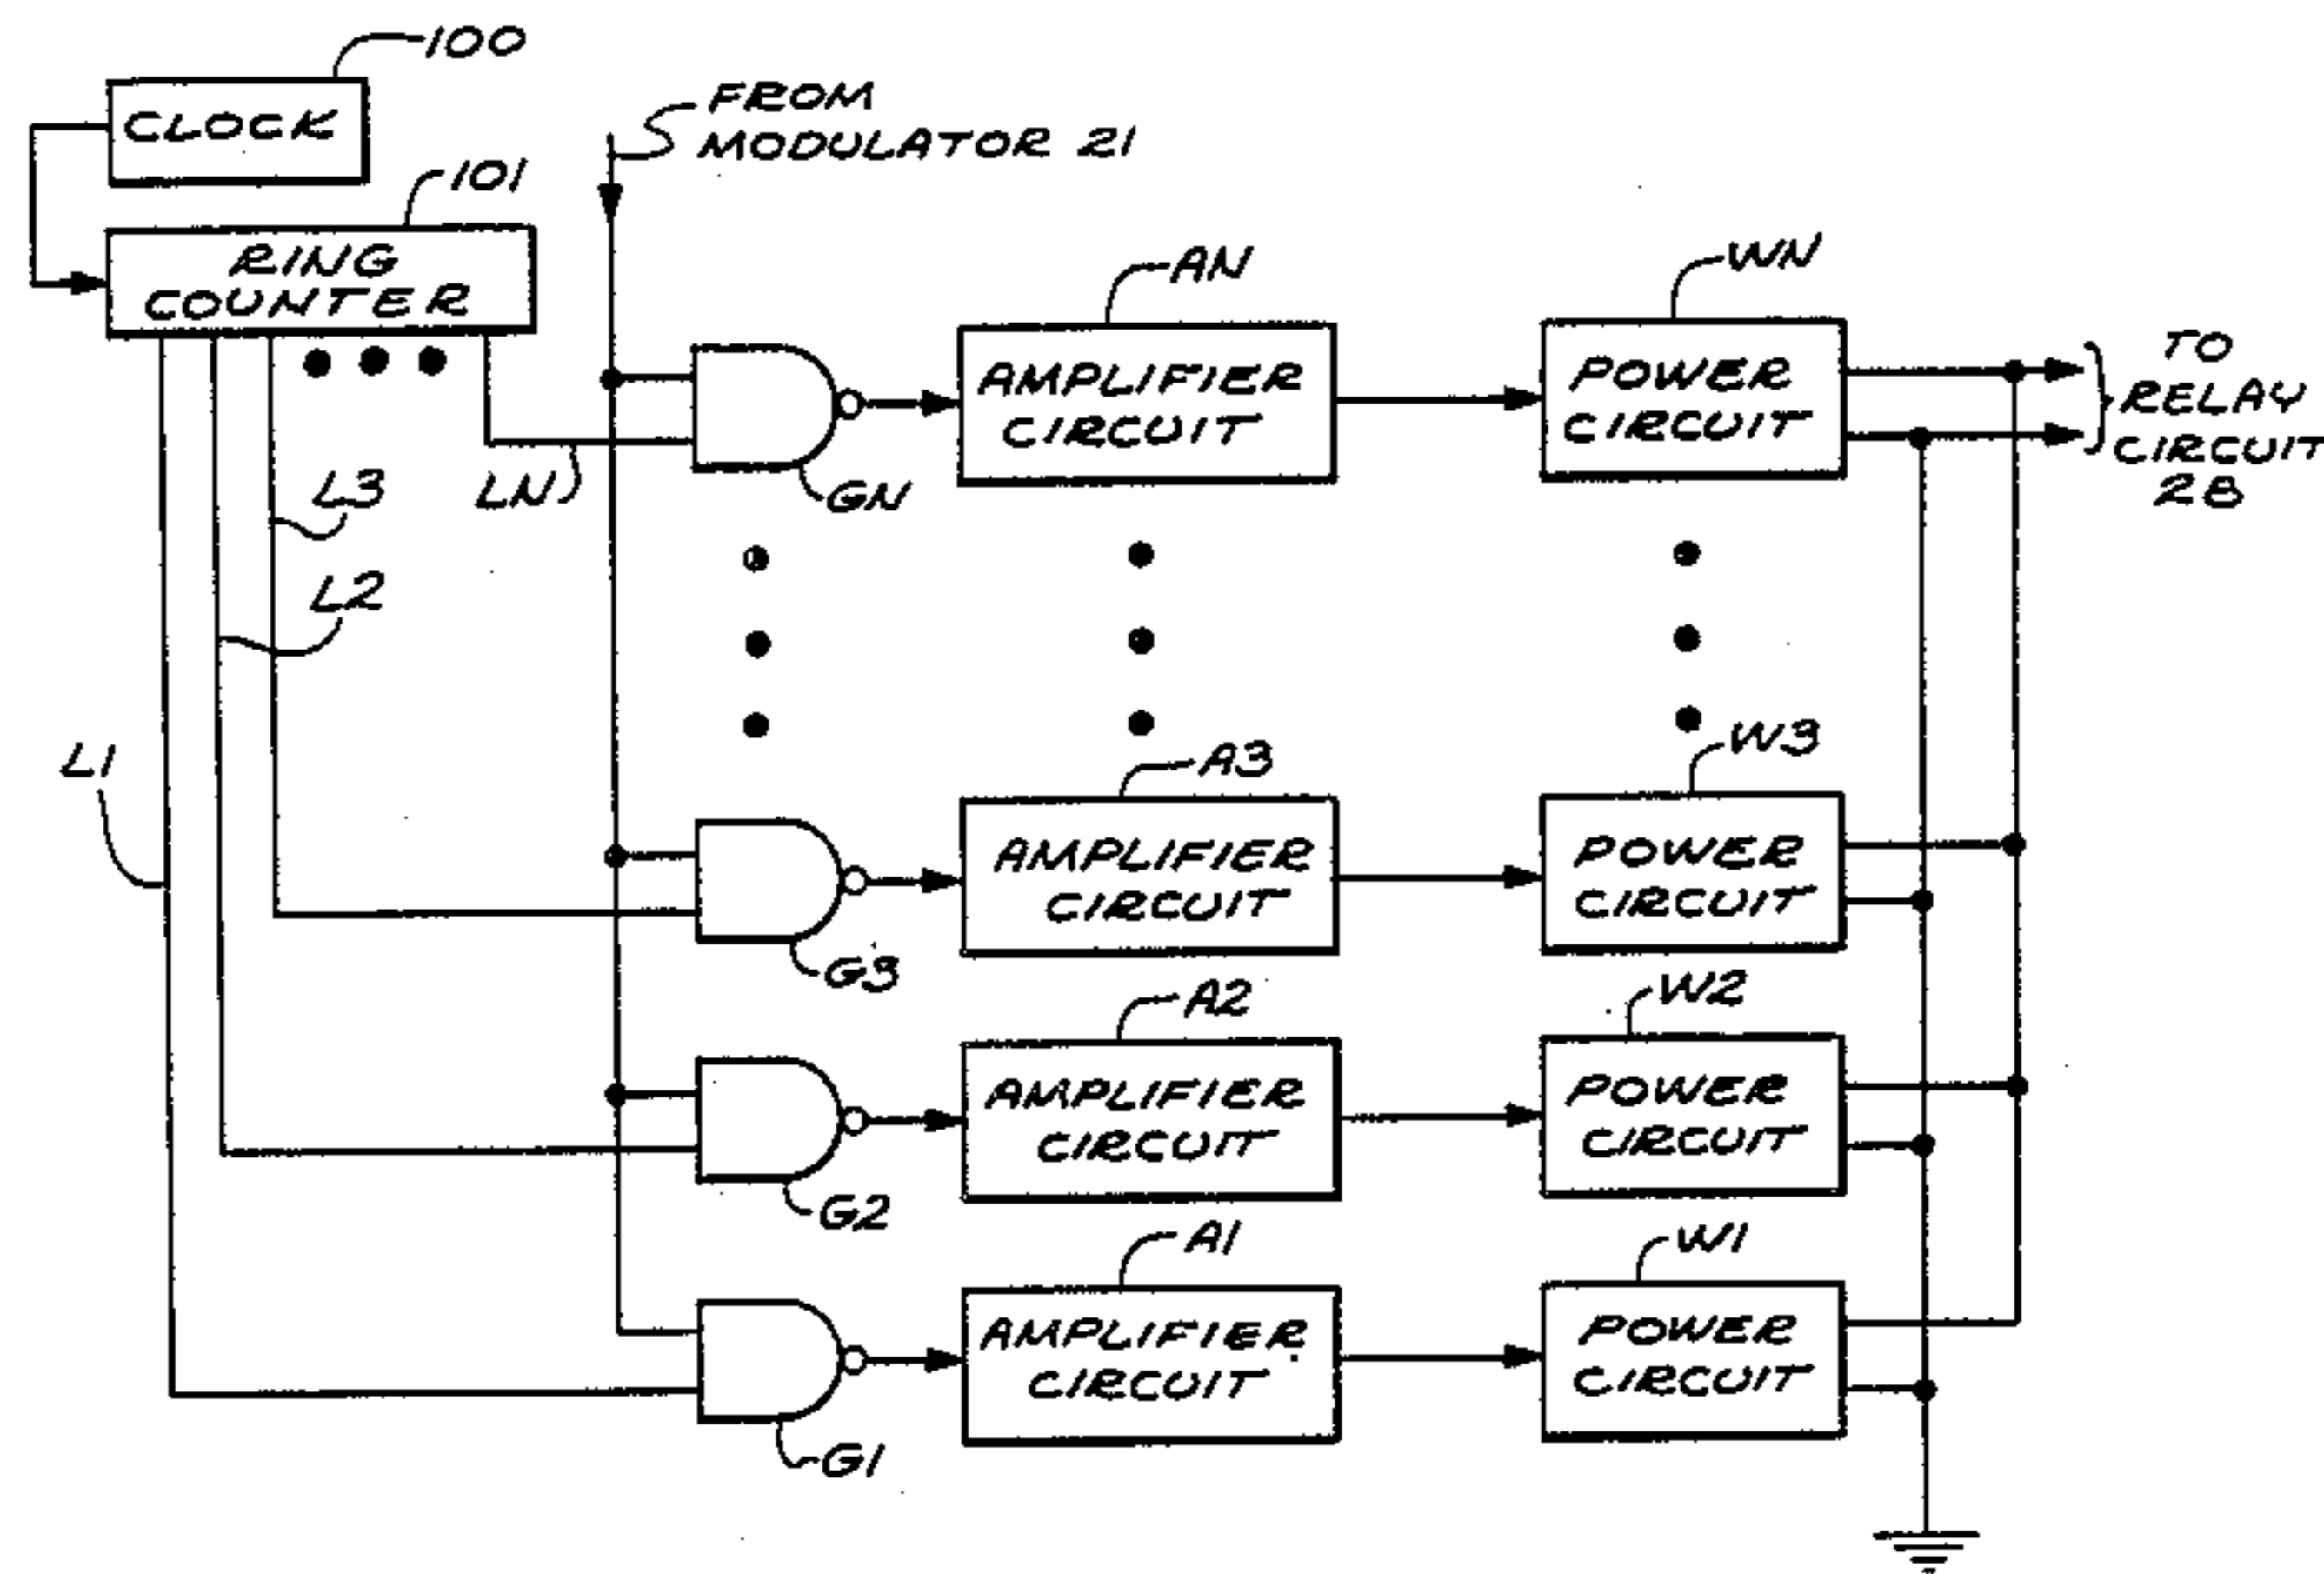 100
CLOCK
FROM
MODULATOR 21
101
RING
COUNTER
AN
WN
AMPLIFIER
CIRCUIT
POWER
CIRCUIT
TO
RELAY
CIRCUIT
28
L3
LN
GN
L2
L1
A3
W3
AMPLIFIER
CIRCUIT
POWER
CIRCUIT
G3
A2
W2
AMPLIFIER
CIRCUIT
POWER
CIRCUIT
G2
A1
W1
AMPLIFIER
CIRCUIT
POWER
CIRCUIT
G1